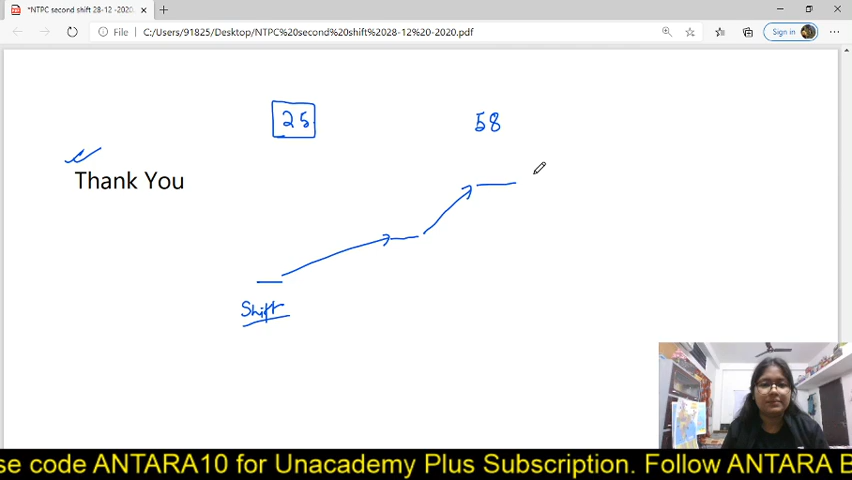 *NTPC second shift 28-12 -2020.
File C:/Users/91825/Desktop/NTPC%20second%20shift%2028-12%20-2020.pdf
Sign in
25 58
Thank You
Shift
se code ANTARA10 for Unacademy Plus Subscription. Follow ANTARA B